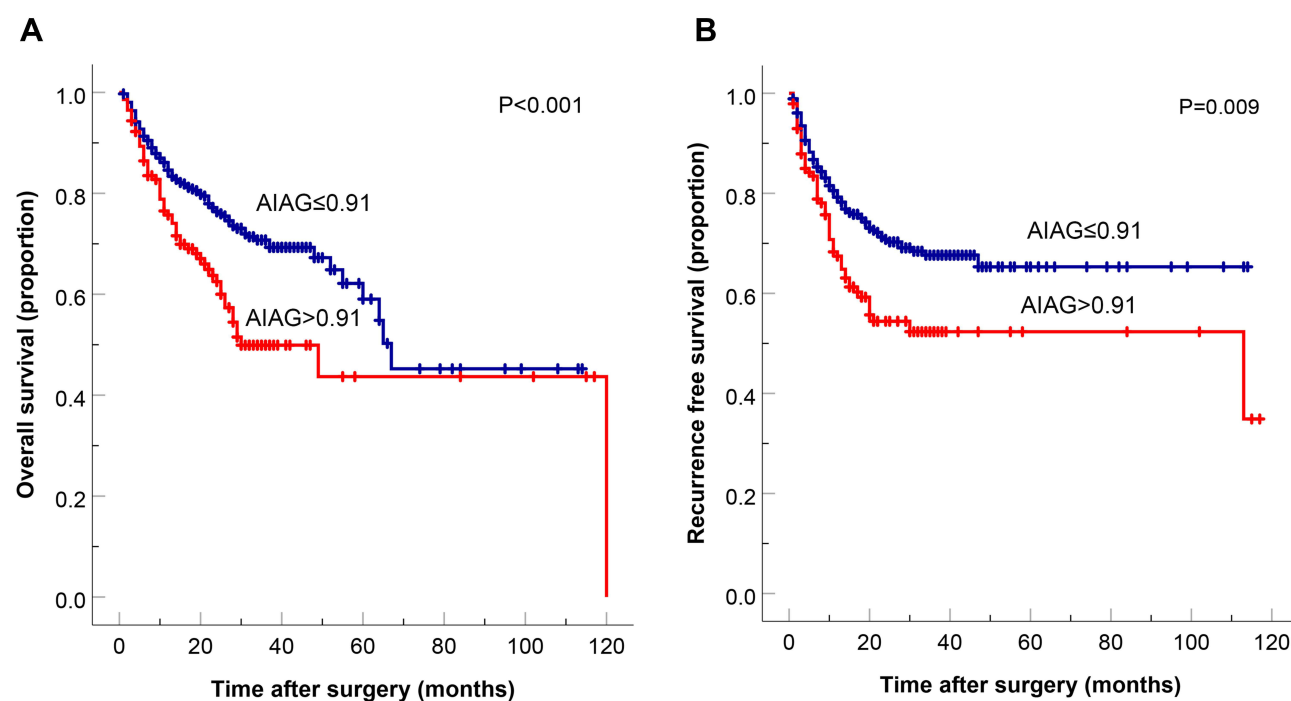 A
Overall survival (proportion)
1.0
0.8
0.6
0.4
0.2
0.0
P<0.001
AIAG≤0.91
AIAG>0.91
0 20 40 60 80 100 120
Time after surgery (months)
B
Recurrence free survival (proportion)
1.0
0.8
0.6
0.4
0.2
0.0
P=0.009
AIAG≤0.91
AIAG>0.91
0 20 40 60 80 100 120
Time after surgery (months)